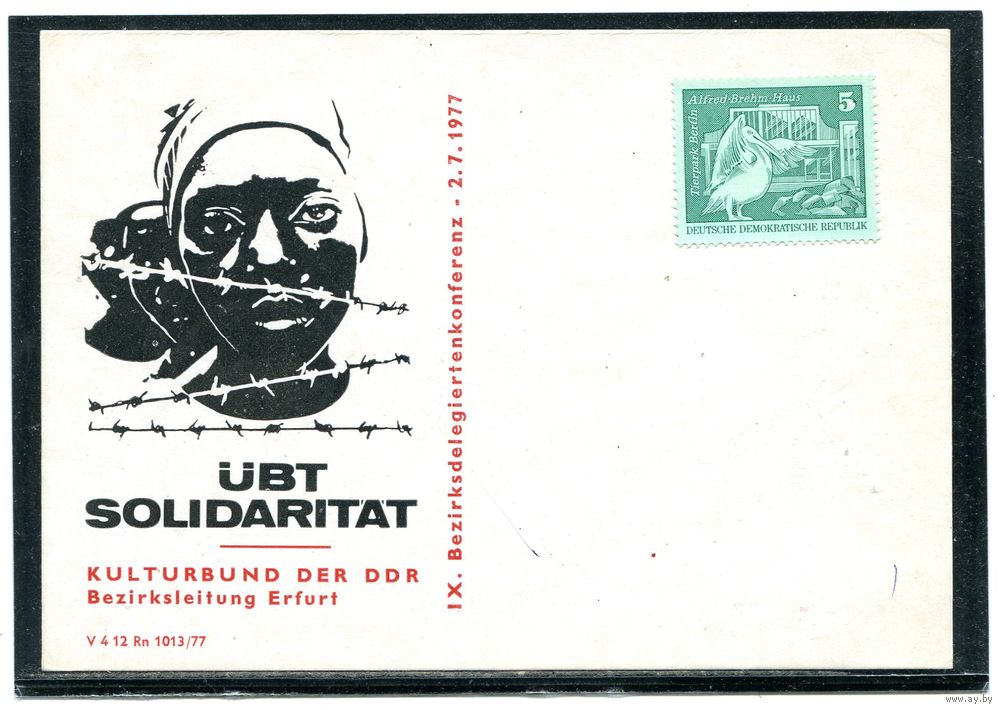 ÜBT
SOLIDARITÄT
KULTURBUND DER DDR
Bezirksleitung Erfurt
V 4 12 Rn 1013/77
IX. Bezirksdelegiertenkonferenz - 2.7.1977
Alfred-Brehm-Haus
5
Tierpark Berlin
DEUTSCHE DEMOKRATISCHE REPUBLIK
www.ay.by